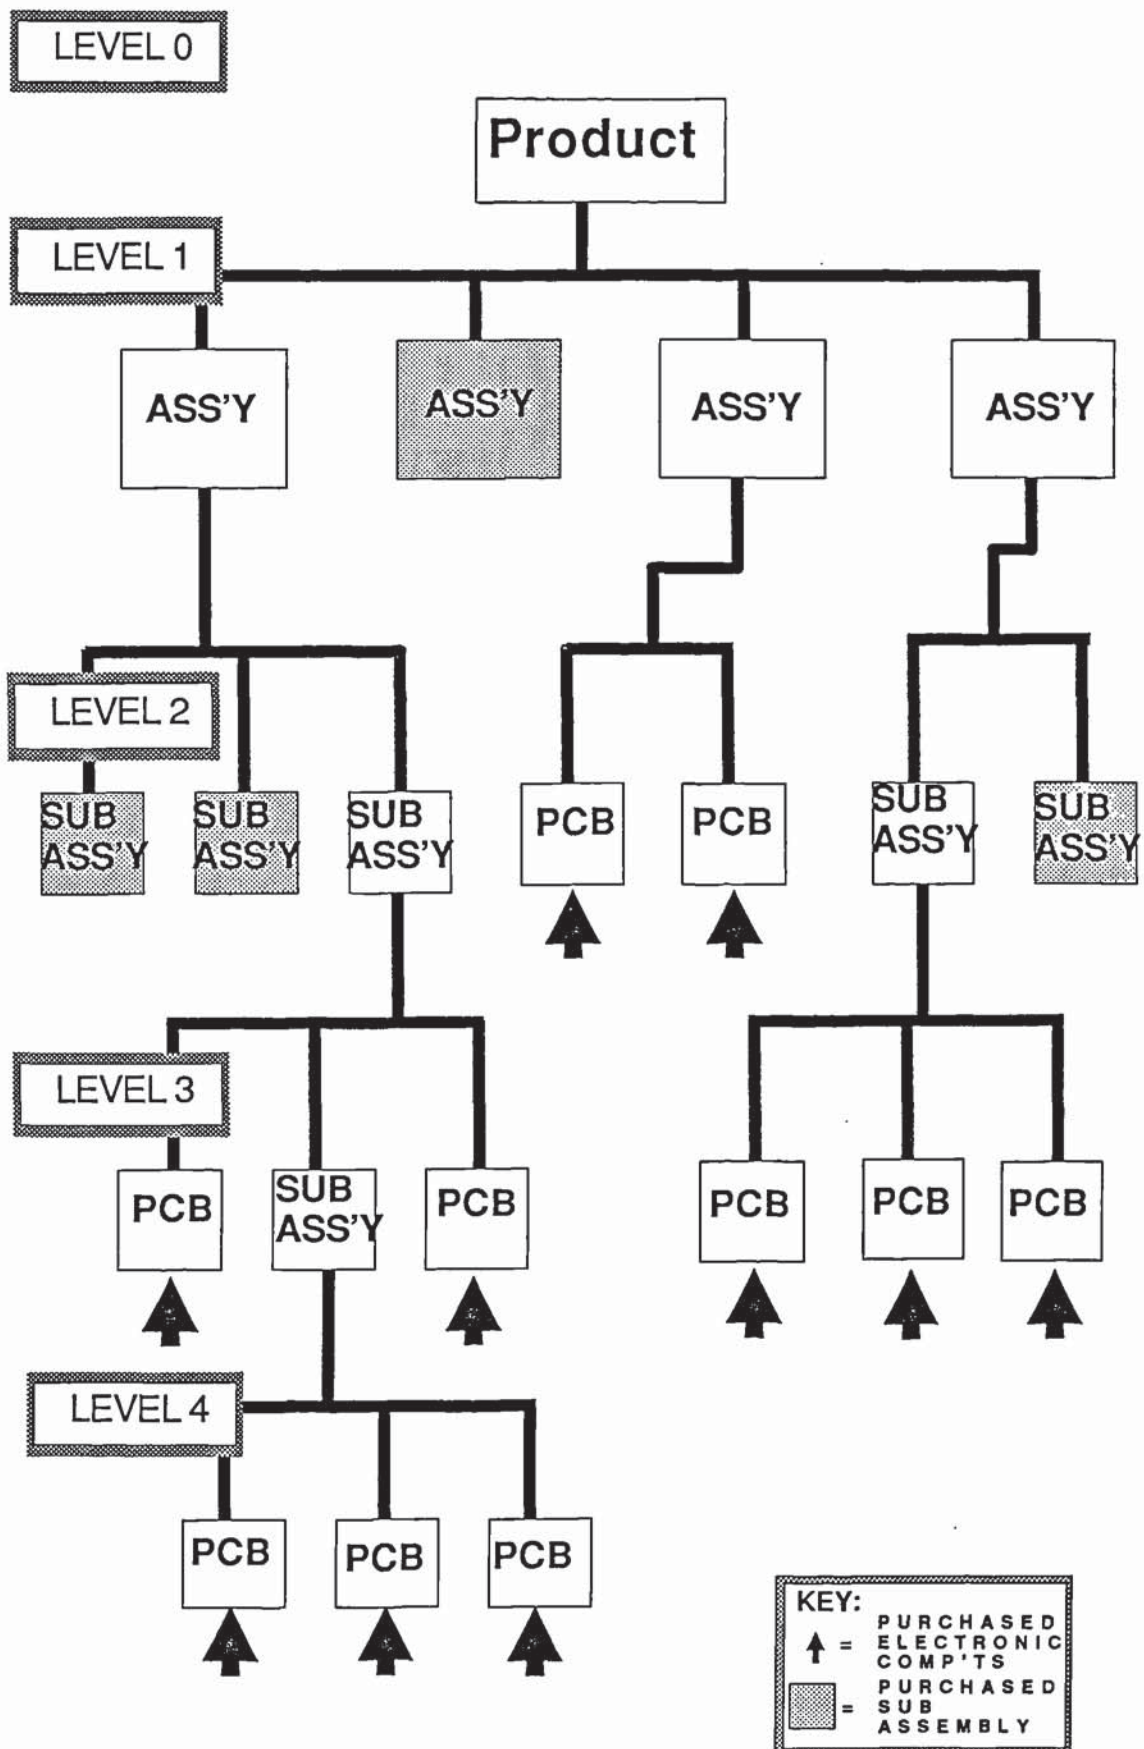 LEVEL 0
Product
LEVEL 1
ASS'Y
ASS'Y
ASS'Y
ASS'Y
LEVEL 2
SUB
ASS'Y
SUB
ASS'Y
SUB
ASS'Y
PCB
PCB
SUB
ASS'Y
SUB
ASS'Y
LEVEL 3
PCB
SUB
ASS'Y
PCB
PCB
PCB
PCB
LEVEL 4
PCB
PCB
PCB
KEY:
PURCHASED
= ELECTRONIC
COMP'TS
PURCHASED
= SUB
ASSEMBLY